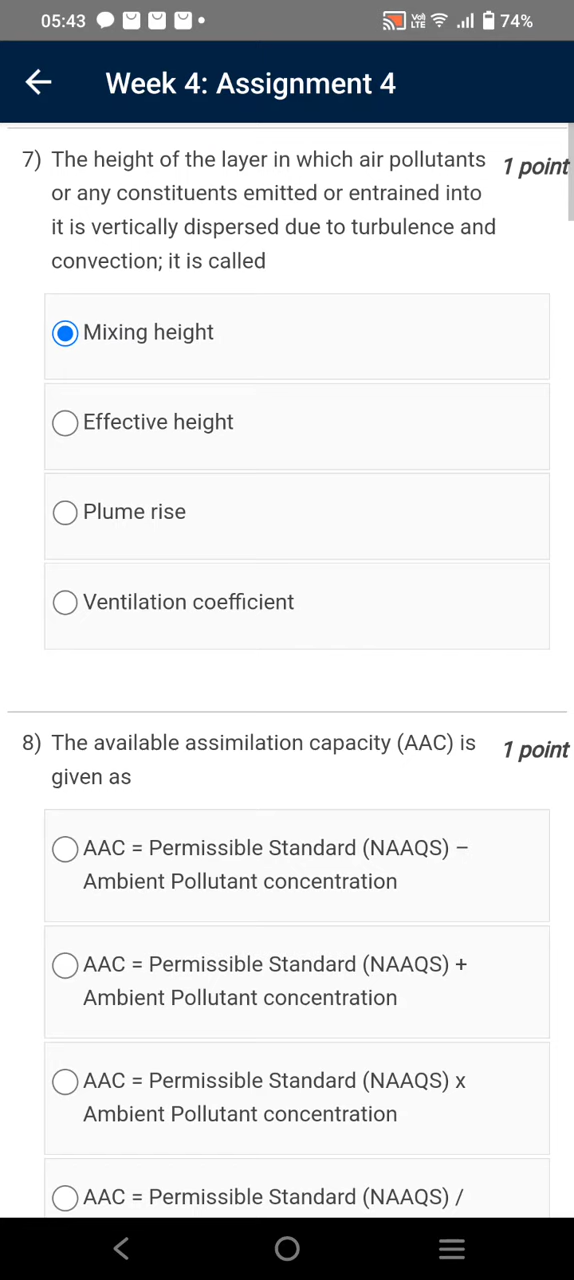 05:43 Vo) LTE 74%
Week 4: Assignment 4
7) The height of the layer in which air pollutants 1 point
or any constituents emitted or entrained into
it is vertically dispersed due to turbulence and
convection; it is called
Mixing height
Effective height
Plume rise
Ventilation coefficient
8) The available assimilation capacity (AAC) is 1 point
given as
AAC = Permissible Standard (NAAQS) –
Ambient Pollutant concentration
AAC = Permissible Standard (NAAQS) +
Ambient Pollutant concentration
AAC = Permissible Standard (NAAQS) x
Ambient Pollutant concentration
AAC = Permissible Standard (NAAQS) /